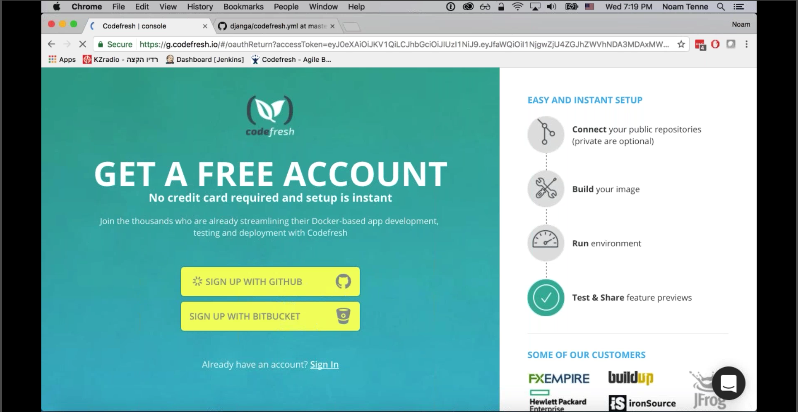 Chrome File Edit View History Bookmarks People Window Help
Wed 7:19 PM Noam Tenne
Codefresh | console
django/codefresh.yml at maste
Noam
Secure https://g.codefresh.io/#/oauthReturn?accessToken=eyJ0eXAiOiJKV1QiLCJhbGciOiJIUzI1NiJ9.eyJfaWQiOiI1NjgwZjU4ZGJhZWVhNDA3MDAxMW...
Apps KZradio - רדיו הקצה Dashboard [Jenkins] Codefresh - Agile B...
codefresh
GET A FREE ACCOUNT
No credit card required and setup is instant
Join the thousands who are already streamlining their Docker-based app development,
testing and deployment with Codefresh
SIGN UP WITH GITHUB
SIGN UP WITH BITBUCKET
Already have an account? Sign In
EASY AND INSTANT SETUP
Connect your public repositories
(private are optional)
Build your image
Run environment
Test & Share feature previews
SOME OF OUR CUSTOMERS
FXEMPIRE buildup
Hewlett Packard
Enterprise
ironSource
JFrog